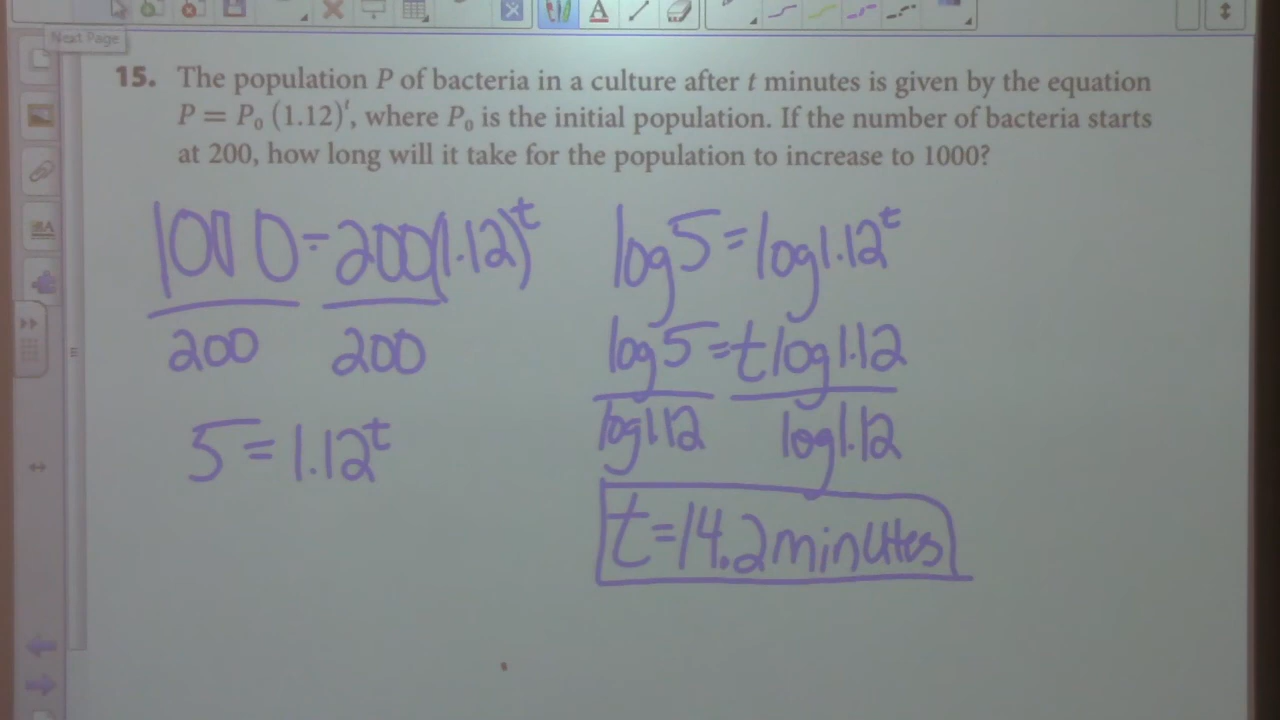 Next Page
15. The population P of bacteria in a culture after t minutes is given by the equation
P = P₀ (1.12)ᵗ, where P₀ is the initial population. If the number of bacteria starts
at 200, how long will it take for the population to increase to 1000?
1000 = 200(1.12)ᵗ
200 200
5 = 1.12ᵗ
log5 = log1.12ᵗ
log5 = t log1.12
log1.12 log1.12
t = 14.2 minutes